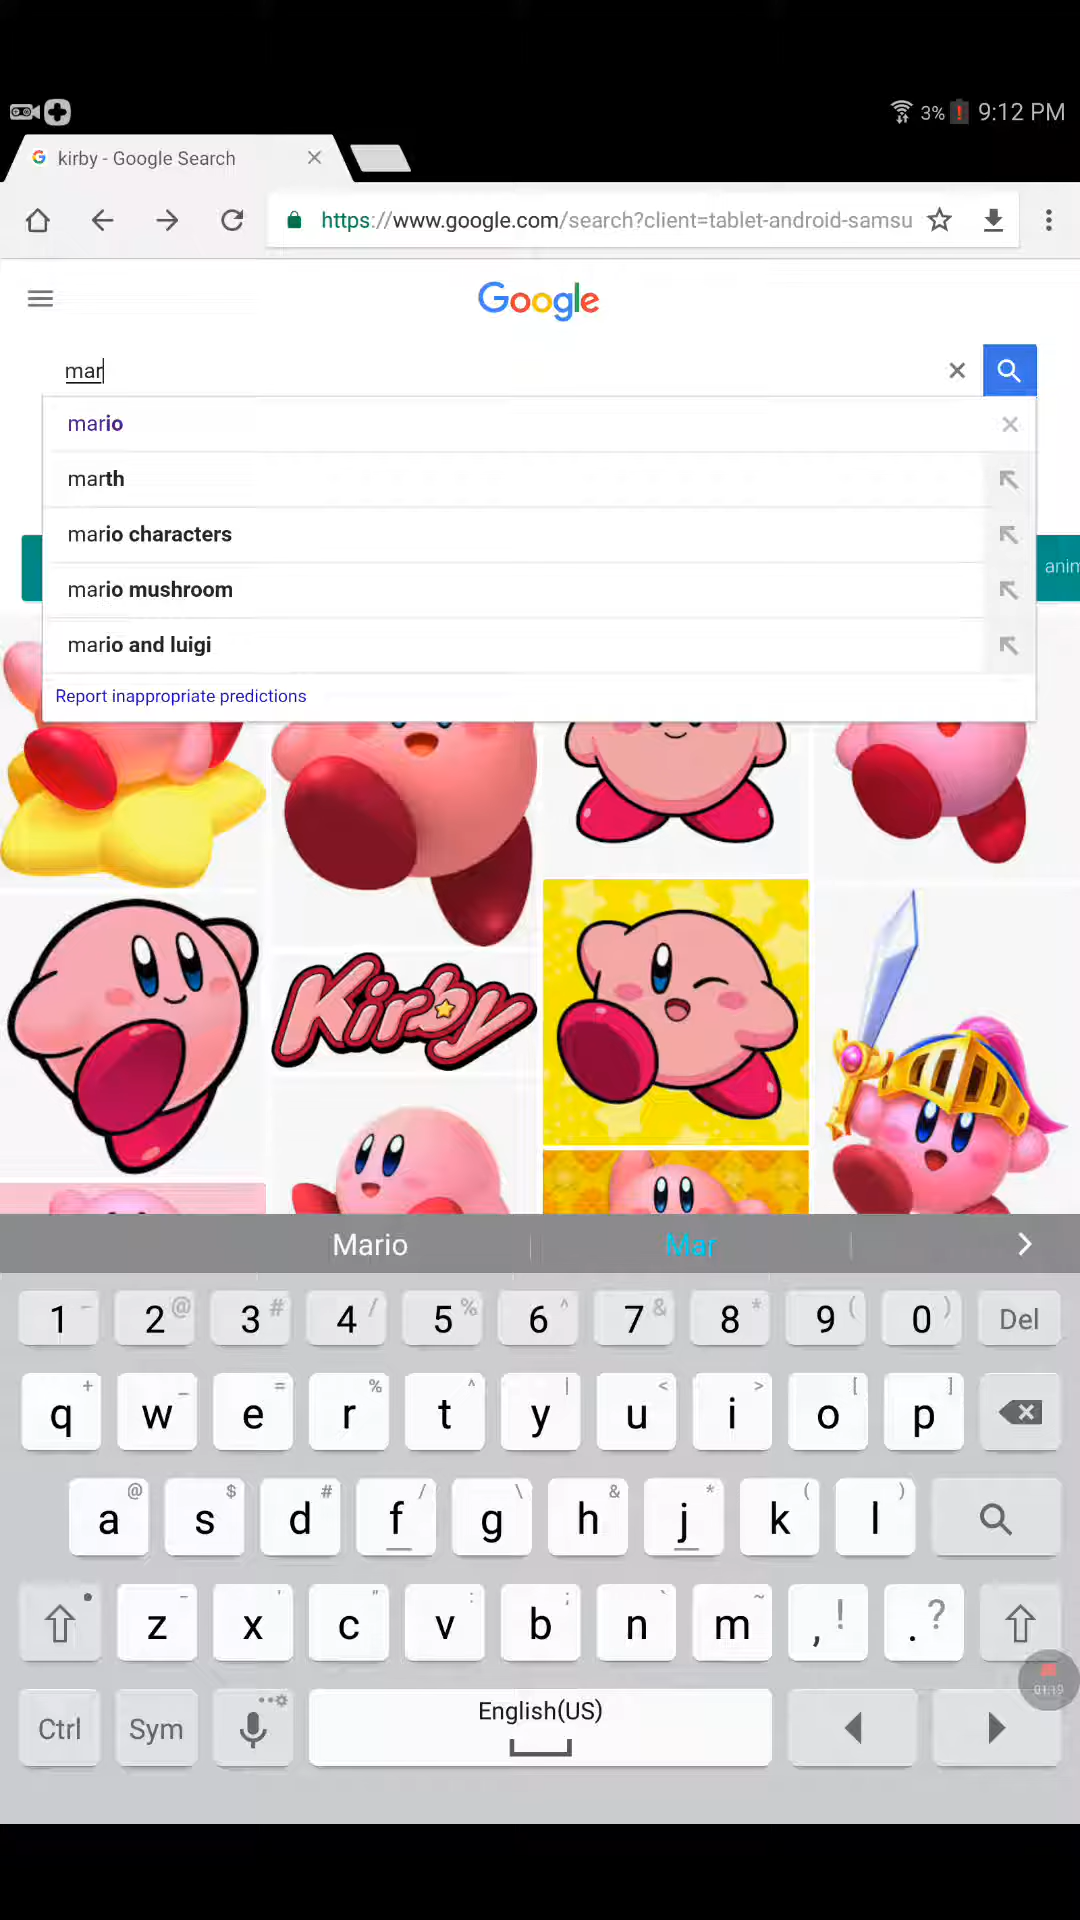 3% 9:12 PM
kirby - Google Search
https://www.google.com/search?client=tablet-android-samsu
Google
mar
mario
marth
mario characters
mario mushroom
mario and luigi
anim
Report inappropriate predictions
Kirby
Mario Mar
1 - 2 @ 3 # 4 / 5 % 6 ^ 7 & 8 * 9 ( 0 ) Del
q + w _ e = r % t ^ y | u < i > o [ p ]
a @ s $ d # f / g \ h & j * k ( l )
z - x ' c " v : b ; n ` m ~ , ! . ?
01:19
Ctrl Sym English(US)